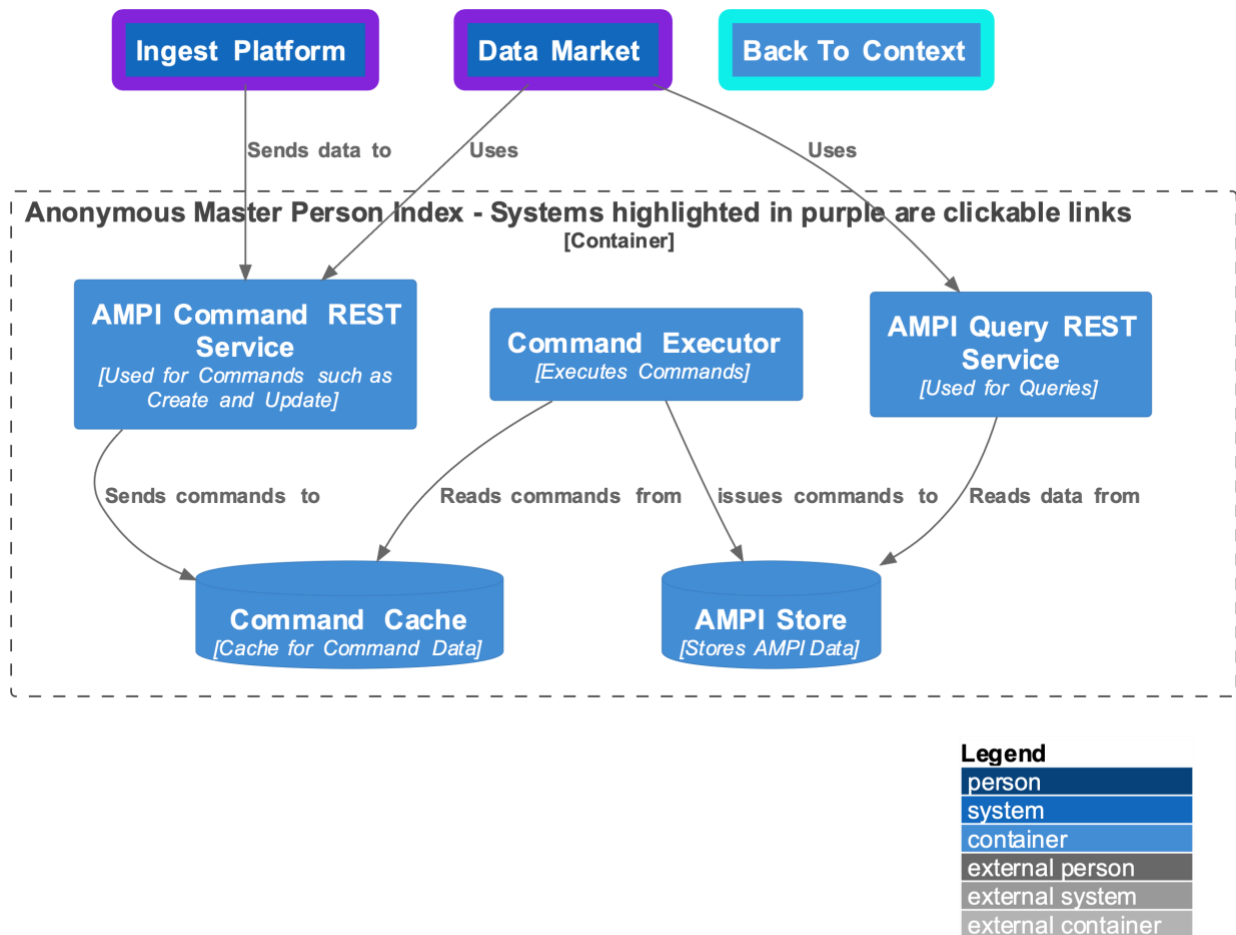 Ingest Platform
Data Market
Back To Context
Sends data to
Uses
Uses
Anonymous Master Person Index - Systems highlighted in purple are clickable links
[Container]
AMPI Command REST
Service
[Used for Commands such as
Create and Update]
Command Executor
[Executes Commands]
AMPI Query REST
Service
[Used for Queries]
Sends commands to
Reads commands from
issues commands to
Reads data from
Command Cache
[Cache for Command Data]
AMPI Store
[Stores AMPI Data]
Legend
person
system
container
external person
external system
external container